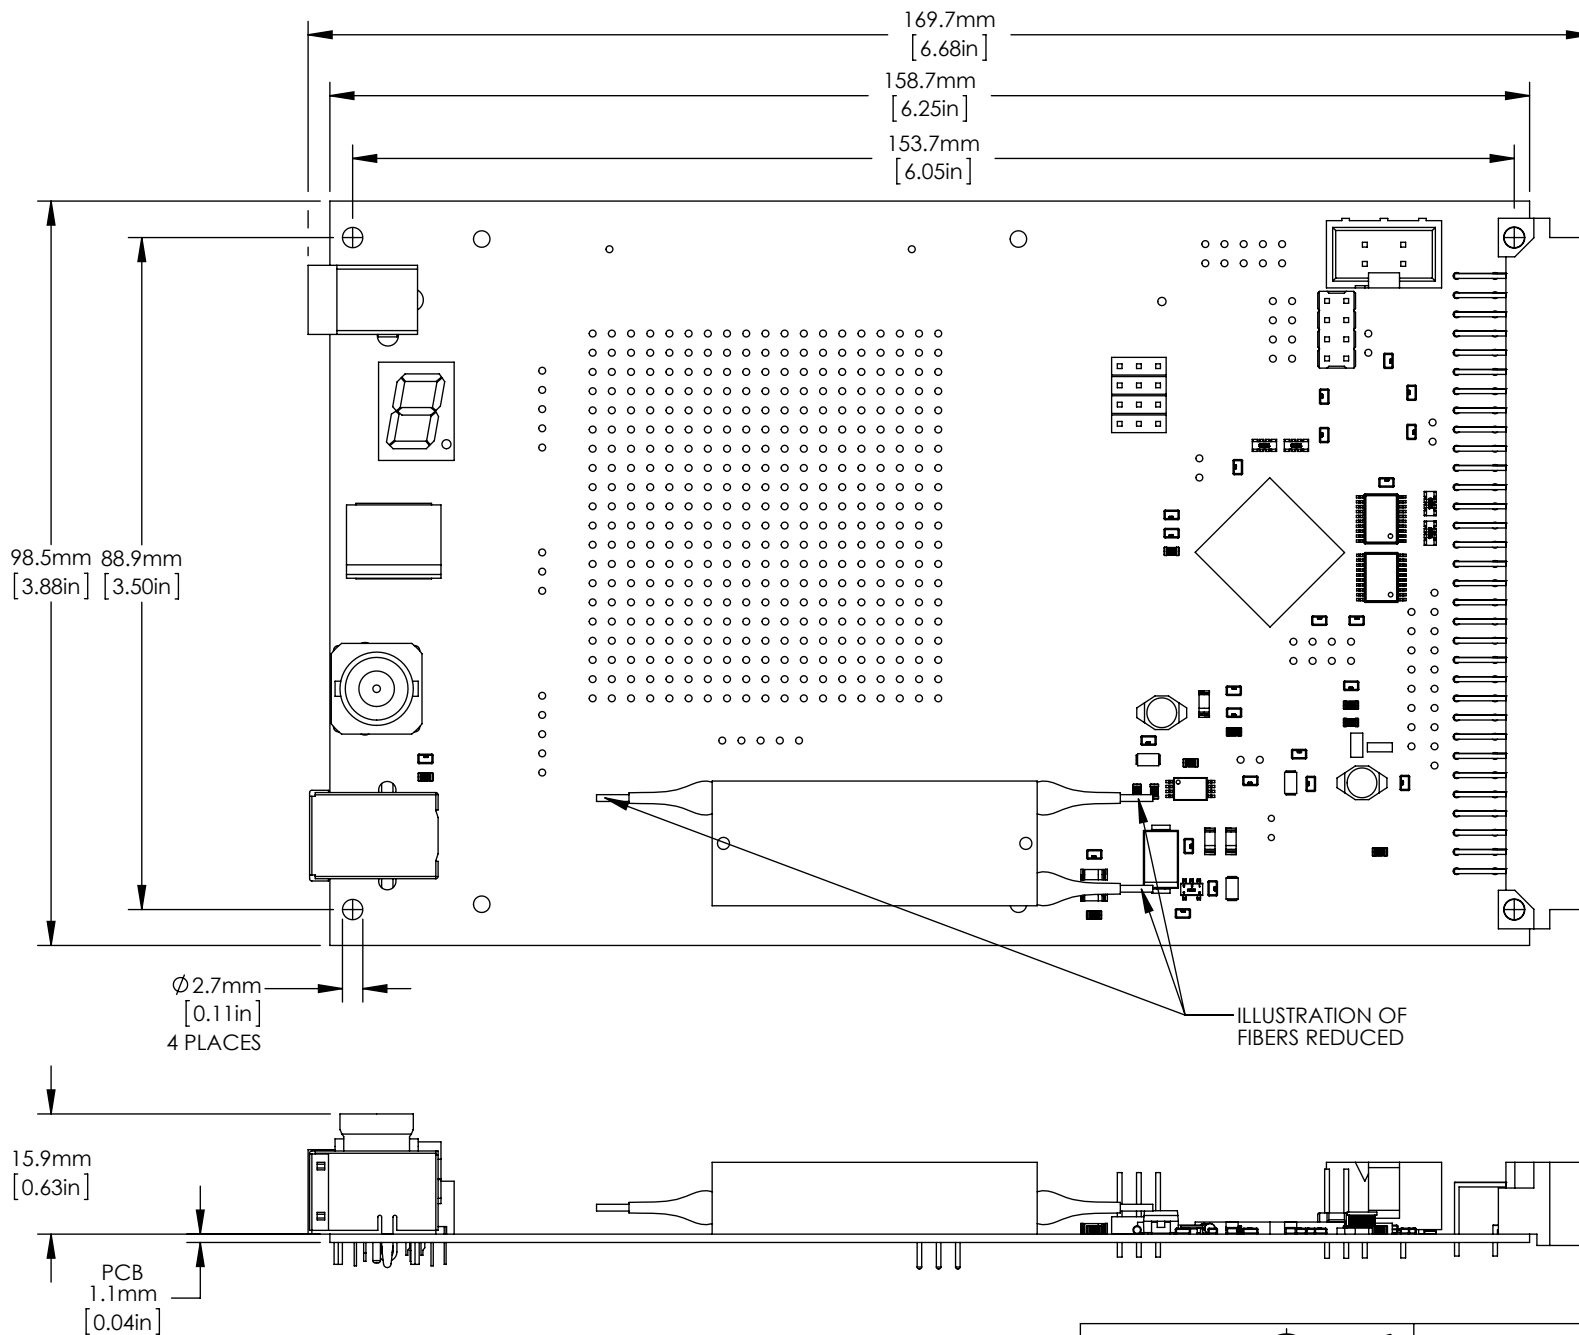 169.7mm
[6.68in]
158.7mm
[6.25in]
153.7mm
[6.05in]
98.5mm 88.9mm
[3.88in] [3.50in]
Ø2.7mm
[0.11in]
4 PLACES
ILLUSTRATION OF
FIBERS REDUCED
15.9mm
[0.63in]
PCB
1.1mm
[0.04in]